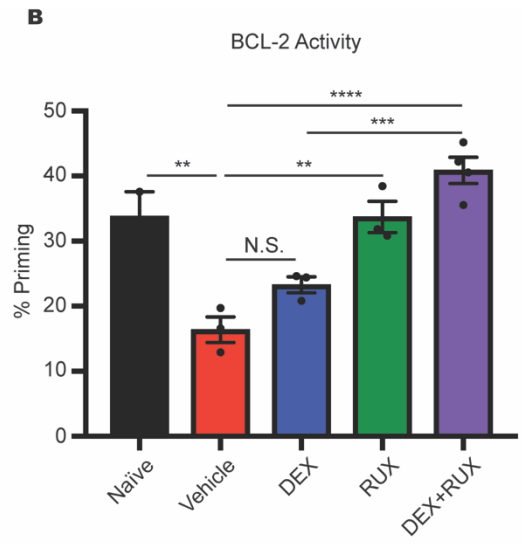 B
BCL-2 Activity
****
***
** **
N.S.
50
40
30
20
10
0
% Priming
Naïve
Vehicle
DEX
RUX
DEX+RUX